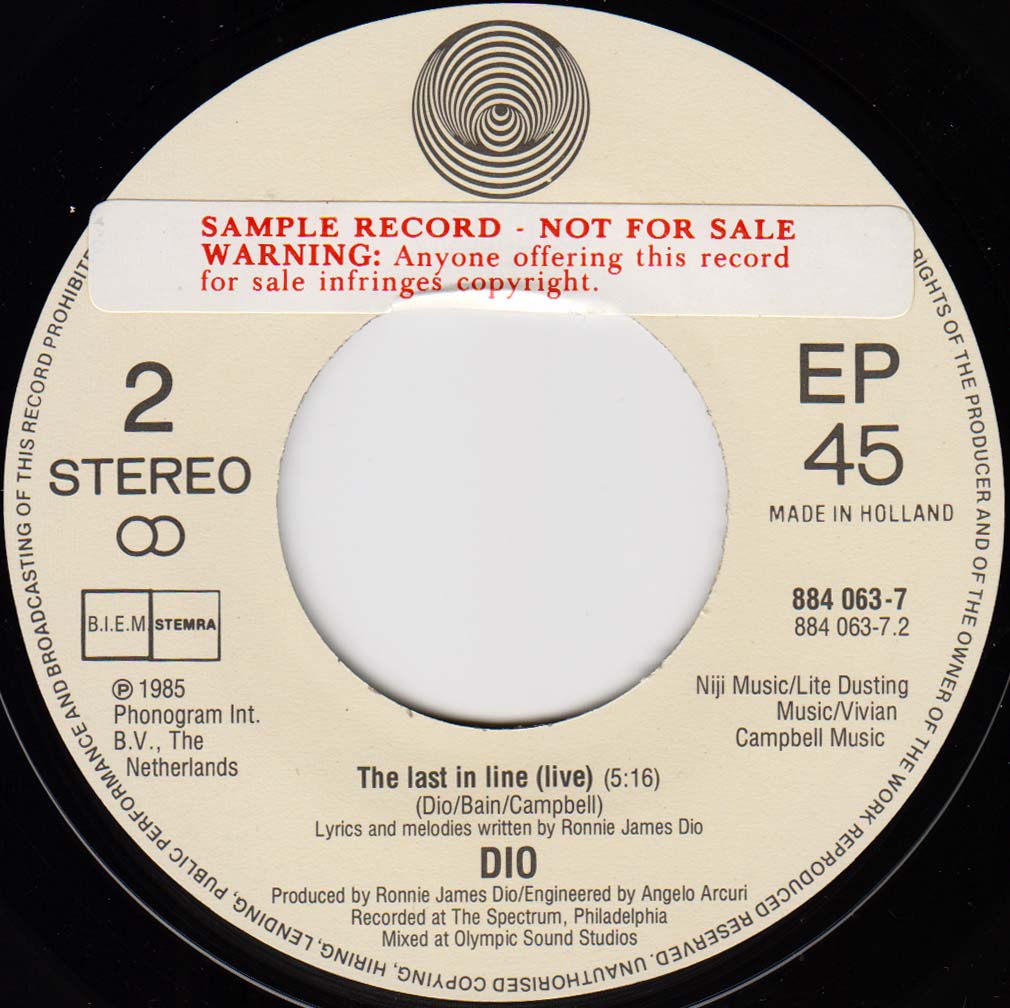 SAMPLE RECORD - NOT FOR SALE
WARNING: Anyone offering this record
for sale infringes copyright.
2
STEREO
B.I.E.M STEMRA
℗ 1985
Phonogram Int.
B.V., The
Netherlands
EP
45
MADE IN HOLLAND
884 063-7
884 063-7.2
Niji Music/Lite Dusting
Music/Vivian
Campbell Music
The last in line (live) (5:16)
(Dio/Bain/Campbell)
Lyrics and melodies written by Ronnie James Dio
DIO
Produced by Ronnie James Dio/Engineered by Angelo Arcuri
Recorded at The Spectrum, Philadelphia
Mixed at Olympic Sound Studios
RIGHTS OF THE PRODUCER AND OF THE OWNER OF THE WORK REPRODUCED RESERVED. UNAUTHORISED COPYING, HIRING, LENDING, PUBLIC PERFORMANCE AND BROADCASTING OF THIS RECORD PROHIBITE